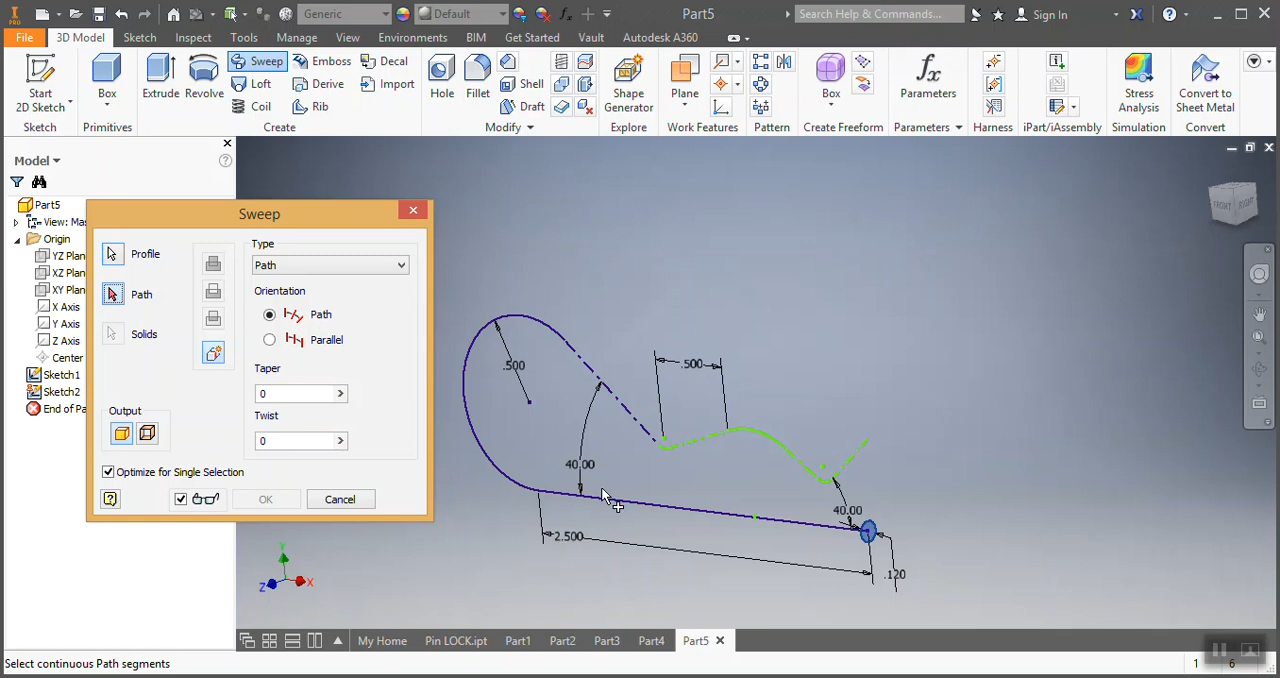 PRO
Generic
Default
fx
Part5
Search Help & Commands...
Sign In
File
3D Model
Sketch
Inspect
Tools
Manage
View
Environments
BIM
Get Started
Vault
Autodesk A360
Start
2D Sketch
Sketch
Box
Primitives
Extrude
Revolve
Sweep
Loft
Coil
Emboss
Derive
Rib
Decal
Import
Create
Hole
Fillet
Shell
Draft
Modify
Shape
Generator
Explore
Plane
Work Features
Pattern
Box
Create Freeform
fx
Parameters
Parameters
Harness
iPart/iAssembly
Stress
Analysis
Simulation
Convert to
Sheet Metal
Convert
Model
Part5
View: Ma
Origin
YZ Plan
XZ Plan
XY Plan
X Axis
Y Axis
Z Axis
Center
Sketch1
Sketch2
End of Pa
Sweep
Profile
Path
Solids
Output
Type
Path
Orientation
Path
Parallel
Taper
0
Twist
0
Optimize for Single Selection
OK
Cancel
.500
.500
40.00
40.00
2.500
.120
FRONT
RIGHT
Y
Z
X
My Home
Pin LOCK.ipt
Part1
Part2
Part3
Part4
Part5
Select continuous Path segments
1
6